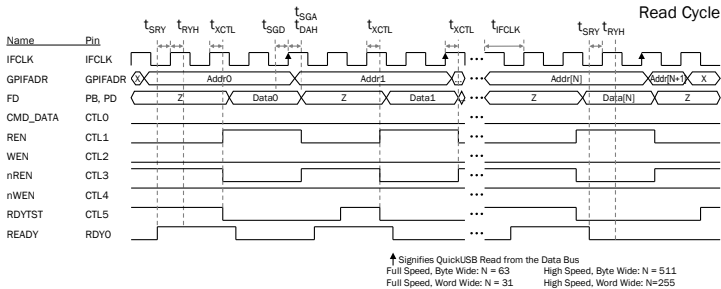 Read Cycle
tSRY tRYH tXCTL tSGD tSGA tDAH tXCTL tXCTL tIFCLK tSRY tRYH
Name Pin
IFCLK IFCLK
GPIFADR GPIFADR X Addr0 Addr1 ... Addr[N] Addr[N+1] X
FD PB, PD Z Data0 Z Data1 Z Data[N] Z
CMD_DATA CTL0
REN CTL1
WEN CTL2
nREN CTL3
nWEN CTL4
RDYTST CTL5
READY RDY0
Signifies QuickUSB Read from the Data Bus
Full Speed, Byte Wide: N = 63 High Speed, Byte Wide: N = 511
Full Speed, Word Wide: N = 31 High Speed, Word Wide: N=255